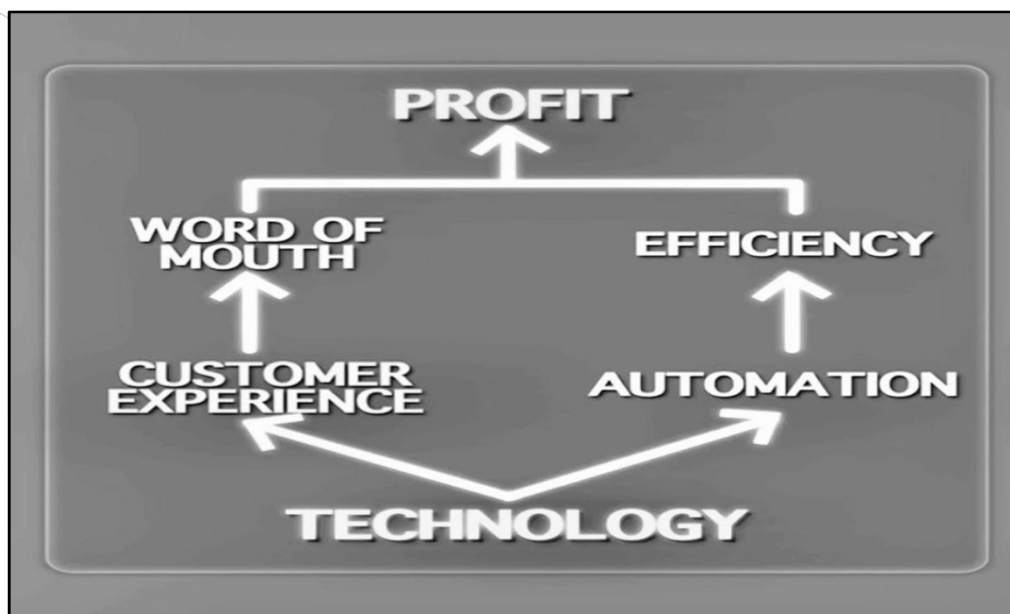 PROFIT
WORD OF
MOUTH
EFFICIENCY
CUSTOMER
EXPERIENCE
AUTOMATION
TECHNOLOGY